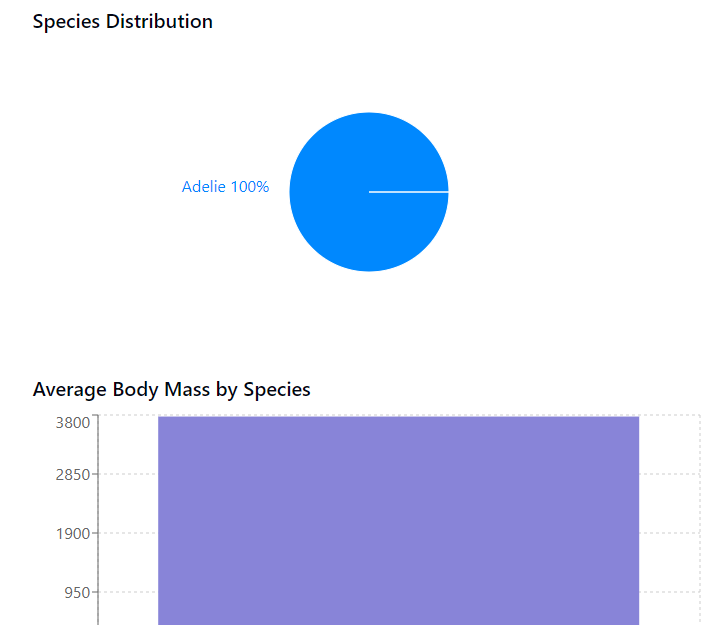 Species Distribution
Adelie 100%
Average Body Mass by Species
3800
2850
1900
950